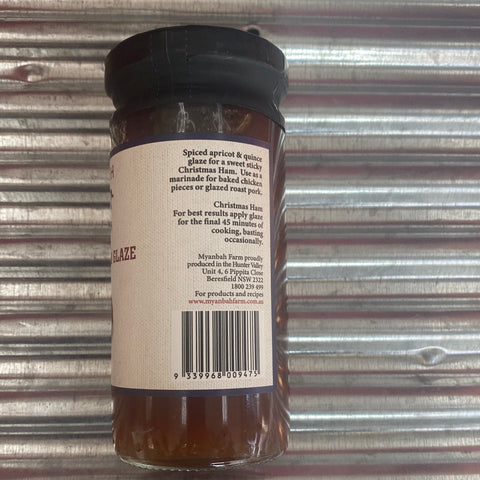 Spiced apricot & quince
glaze for a sweet sticky
Christmas Ham. Use as a
marinade for baked chicken
pieces or glazed roast pork.
Christmas Ham
For best results apply glaze
for the final 45 minutes of
cooking, basting
occasionally.
GLAZE
Myanbah Farm proudly
produced in the Hunter Valley
Unit 4, 6 Pippita Close
Beresfield NSW 2322
1800 239 499
For products and recipes
www.myanbahfarm.com.au
9 339968 009475